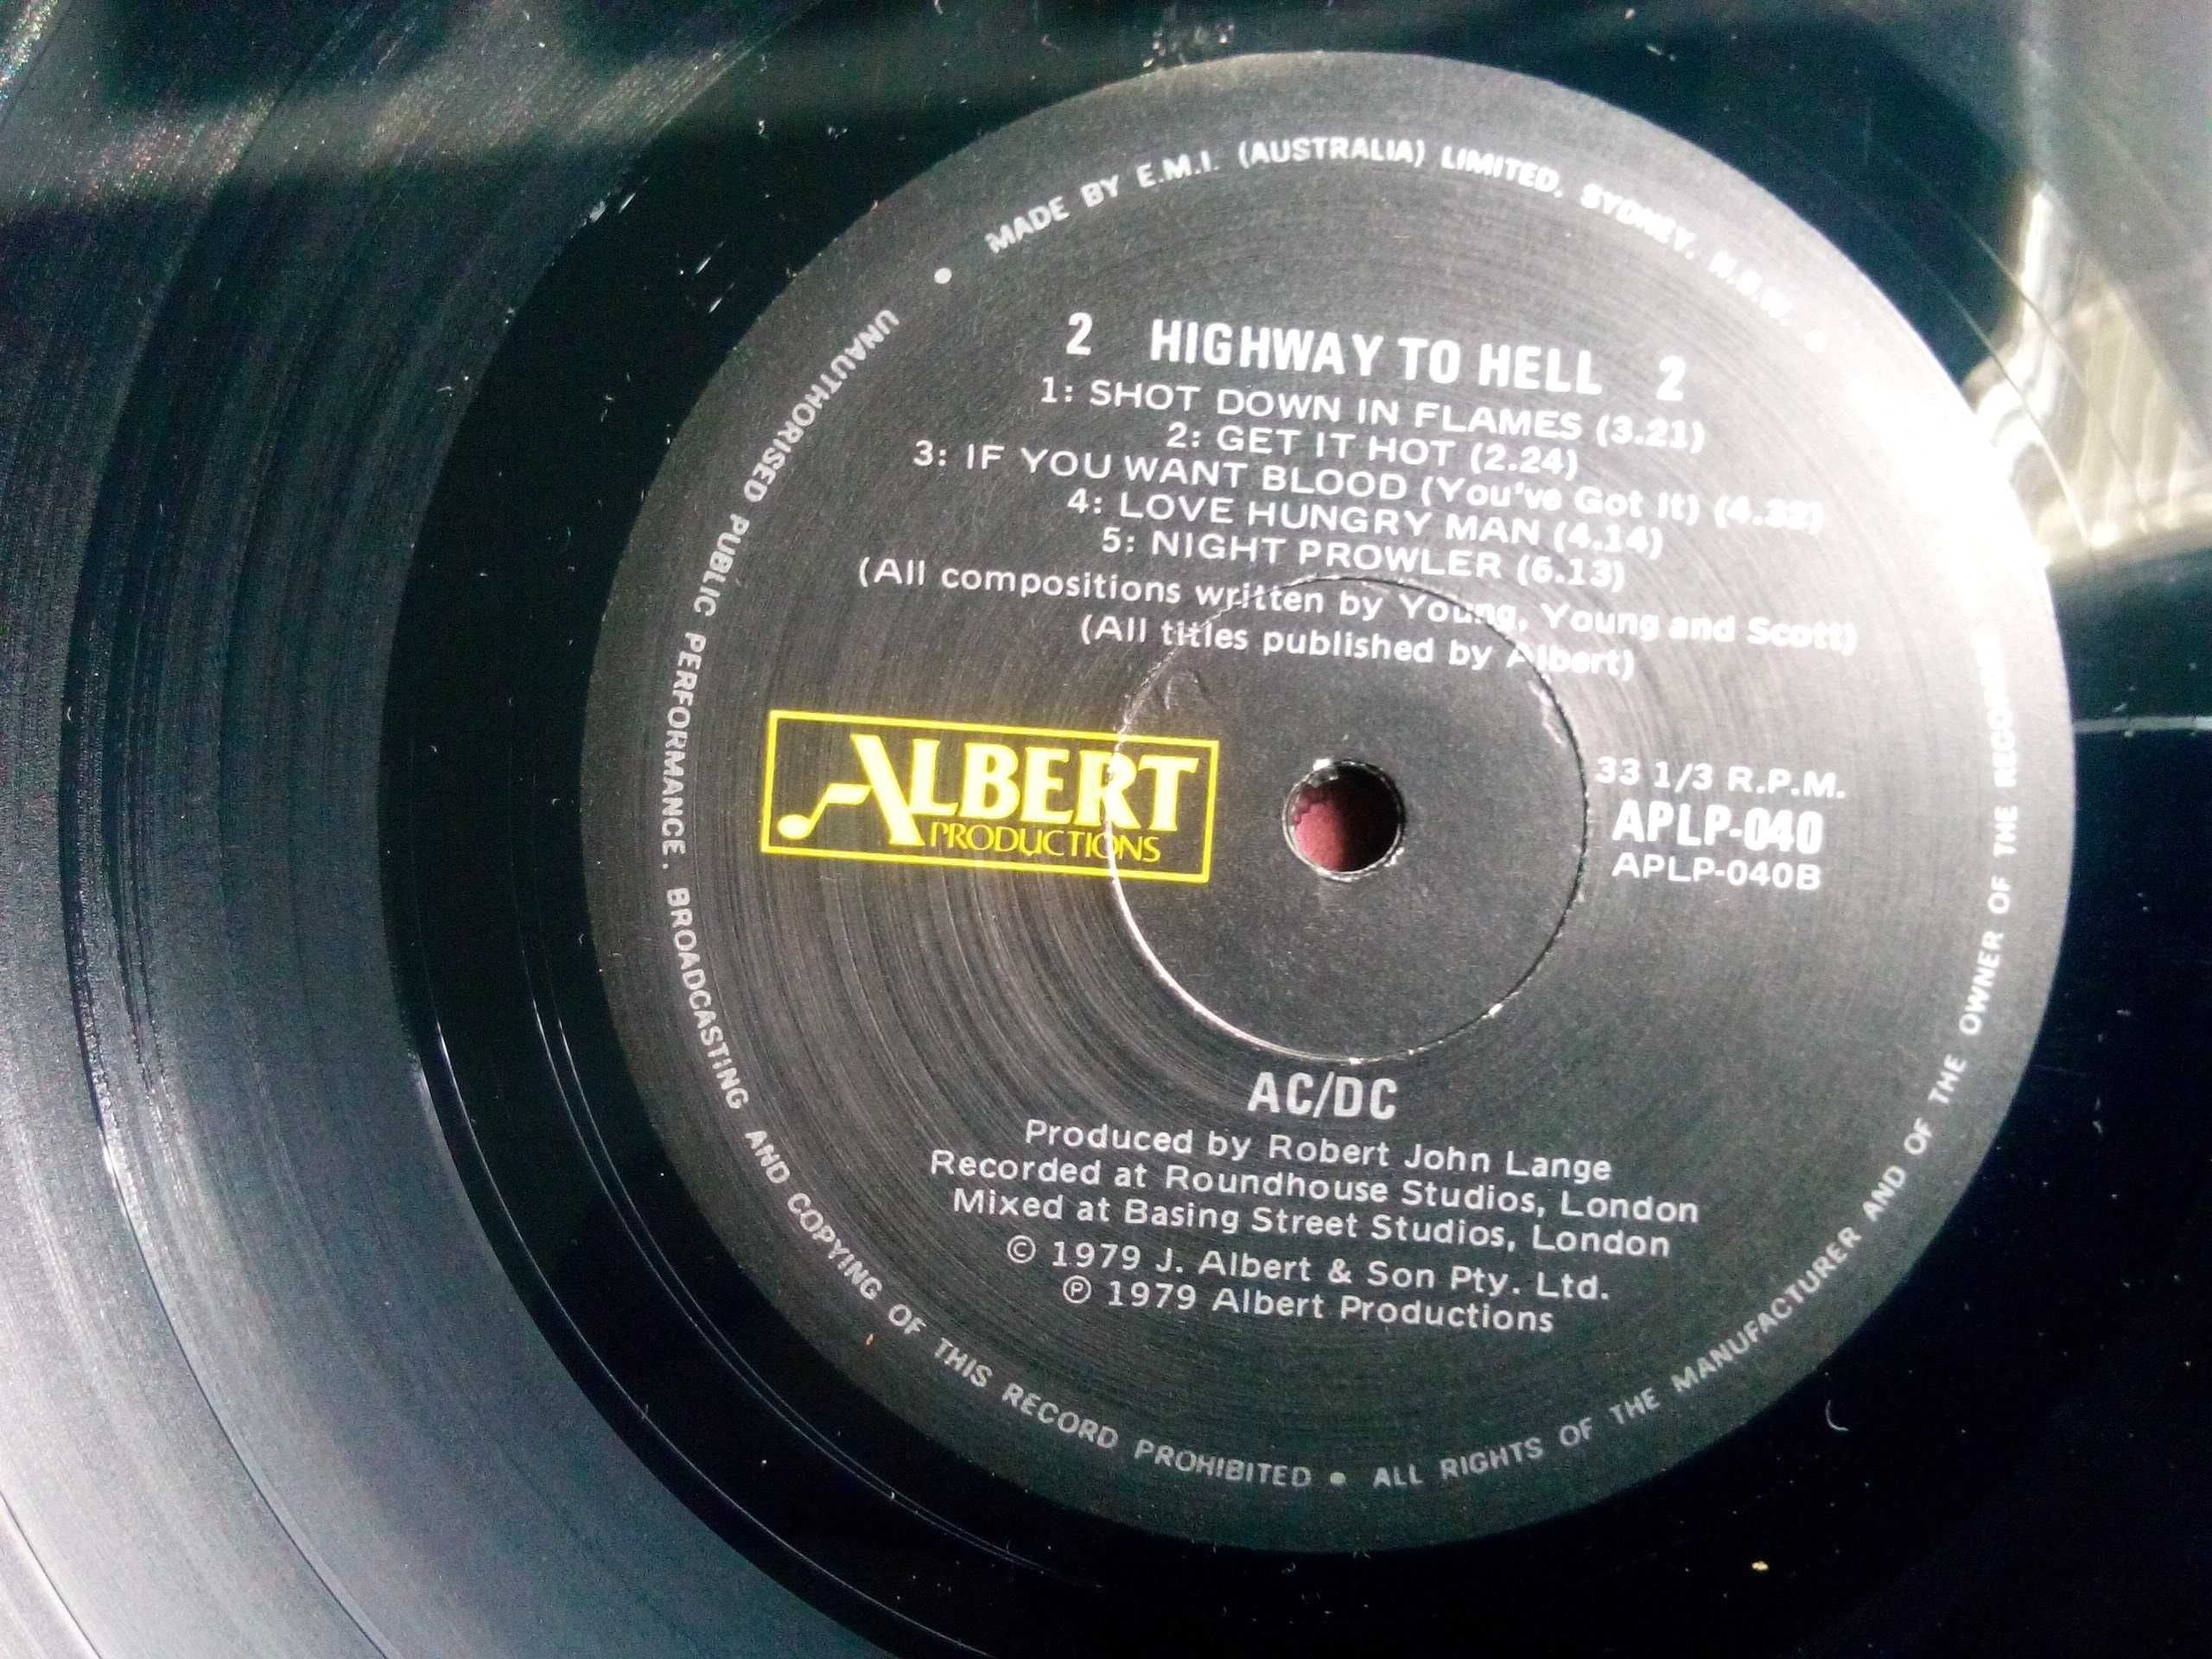 MADE BY E.M.I. (AUSTRALIA) LIMITED, SYDNEY, N.S.W. •
2 HIGHWAY TO HELL 2
1: SHOT DOWN IN FLAMES (3.21)
2: GET IT HOT (2.24)
3: IF YOU WANT BLOOD (You've Got It) (4.32)
4: LOVE HUNGRY MAN (4.14)
5: NIGHT PROWLER (6.13)
(All compositions written by Young, Young and Scott)
(All titles published by Albert)
ALBERT
PRODUCTIONS
33 1/3 R.P.M.
APLP-040
APLP-040B
AC/DC
Produced by Robert John Lange
Recorded at Roundhouse Studios, London
Mixed at Basing Street Studios, London
© 1979 J. Albert & Son Pty. Ltd.
℗ 1979 Albert Productions
• UNAUTHORISED PUBLIC PERFORMANCE. BROADCASTING AND COPYING OF THIS RECORD PROHIBITED • ALL RIGHTS OF THE MANUFACTURER AND OF THE OWNER OF THE